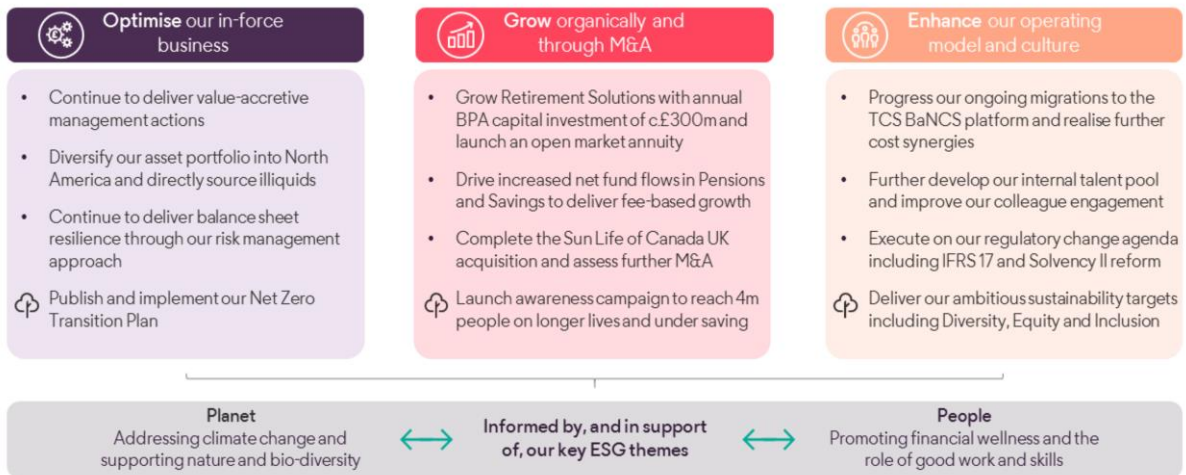 Optimise our in-force
business
• Continue to deliver value-accretive
management actions
• Diversify our asset portfolio into North
America and directly source illiquids
• Continue to deliver balance sheet
resilience through our risk management
approach
Publish and implement our Net Zero
Transition Plan
Grow organically and
through M&A
• Grow Retirement Solutions with annual
BPA capital investment of c.£300m and
launch an open market annuity
• Drive increased net fund flows in Pensions
and Savings to deliver fee-based growth
• Complete the Sun Life of Canada UK
acquisition and assess further M&A
Launch awareness campaign to reach 4m
people on longer lives and under saving
Enhance our operating
model and culture
• Progress our ongoing migrations to the
TCS BaNCS platform and realise further
cost synergies
• Further develop our internal talent pool
and improve our colleague engagement
• Execute on our regulatory change agenda
including IFRS 17 and Solvency II reform
Deliver our ambitious sustainability targets
including Diversity, Equity and Inclusion
Planet
Addressing climate change and
supporting nature and bio-diversity
Informed by, and in support
of, our key ESG themes
People
Promoting financial wellness and the
role of good work and skills